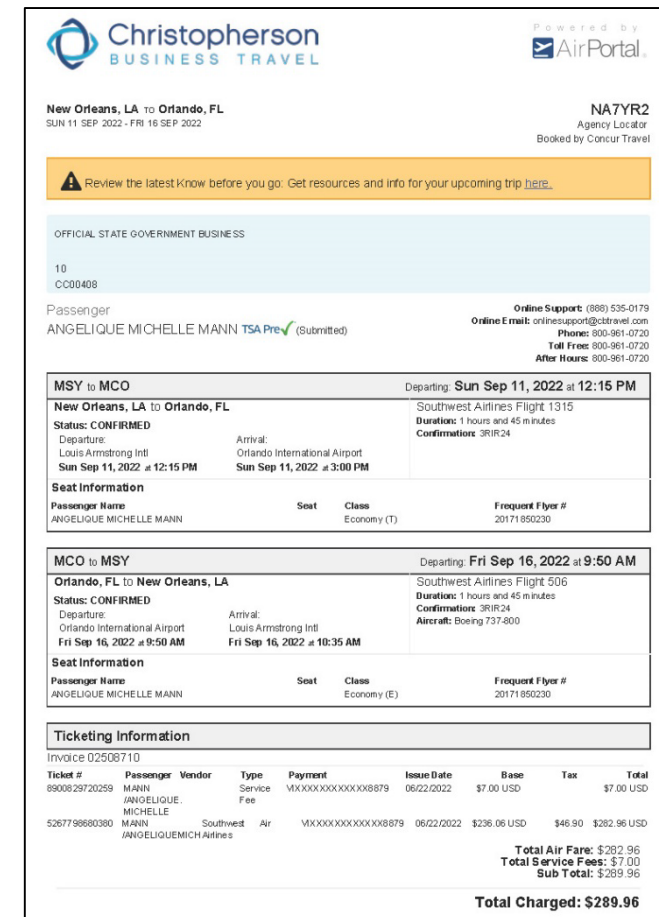 Christopherson
BUSINESS TRAVEL
Powered by
AirPortal
New Orleans, LA TO Orlando, FL
SUN 11 SEP 2022 - FRI 16 SEP 2022
NA7YR2
Agency Locator
Booked by Concur Travel
Review the latest Know before you go: Get resources and info for your upcoming trip here.
OFFICIAL STATE GOVERNMENT BUSINESS
10
CC00408
Passenger
ANGELIQUE MICHELLE MANN TSA Pre✓ (Submitted)
Online Support: (888) 535-0179
Online Email: onlinesupport@cbtravel.com
Phone: 800-961-0720
Toll Free: 800-961-0720
After Hours: 800-961-0720
MSY to MCO Departing: Sun Sep 11, 2022 at 12:15 PM
New Orleans, LA to Orlando, FL
Status: CONFIRMED
Departure: Arrival:
Louis Armstrong Intl Orlando International Airport
Sun Sep 11, 2022 at 12:15 PM Sun Sep 11, 2022 at 3:00 PM
Southwest Airlines Flight 1315
Duration: 1 hours and 45 minutes
Confirmation: 3RIR24
Seat Information
Passenger Name Seat Class Frequent Flyer #
ANGELIQUE MICHELLE MANN Economy (T) 20171850230
MCO to MSY Departing: Fri Sep 16, 2022 at 9:50 AM
Orlando, FL to New Orleans, LA
Status: CONFIRMED
Departure: Arrival:
Orlando International Airport Louis Armstrong Intl
Fri Sep 16, 2022 at 9:50 AM Fri Sep 16, 2022 at 10:35 AM
Southwest Airlines Flight 506
Duration: 1 hours and 45 minutes
Confirmation: 3RIR24
Aircraft: Boeing 737-800
Seat Information
Passenger Name Seat Class Frequent Flyer #
ANGELIQUE MICHELLE MANN Economy (E) 20171850230
Ticketing Information
Invoice 02508710
Ticket # Passenger Vendor Type Payment Issue Date Base Tax Total
8900829720259 MANN Service VIXXXXXXXXXXXX8879 06/22/2022 $7.00 USD $7.00 USD
/ANGELIQUE. Fee
MICHELLE
5267798680380 MANN Southwest Air VIXXXXXXXXXXXX8879 06/22/2022 $236.06 USD $46.90 $282.96 USD
/ANGELIQUEMICH Airlines
Total Air Fare: $282.96
Total Service Fees: $7.00
Sub Total: $289.96
Total Charged: $289.96